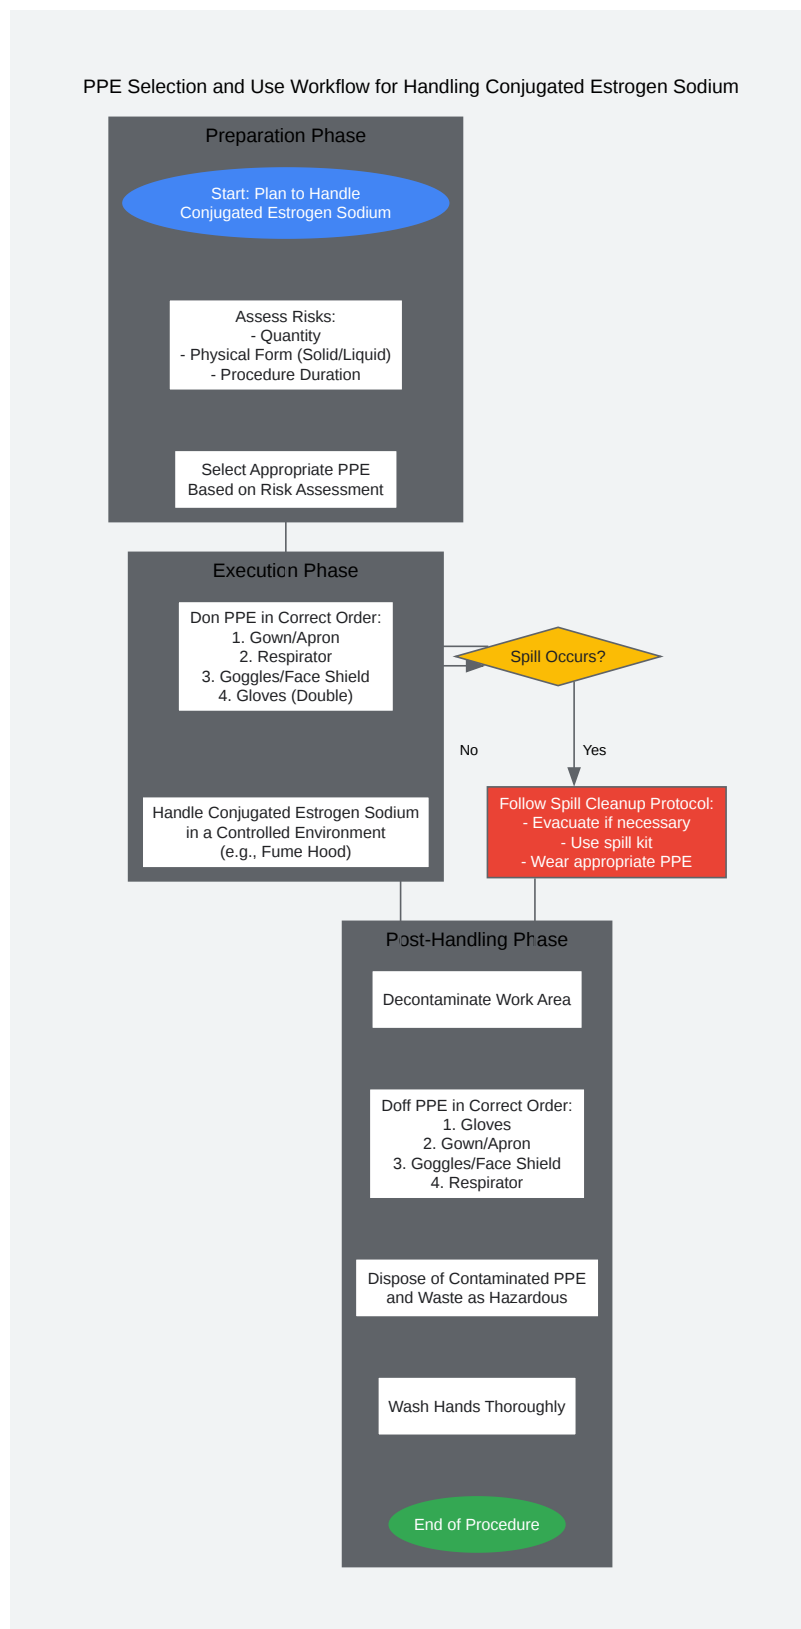 PPE Selection and Use Workflow for Handling Conjugated Estrogen Sodium
Preparation Phase
Start: Plan to Handle
Conjugated Estrogen Sodium
Assess Risks:
- Quantity
- Physical Form (Solid/Liquid)
- Procedure Duration
Select Appropriate PPE
Based on Risk Assessment
Execution Phase
Don PPE in Correct Order:
1. Gown/Apron
2. Respirator
3. Goggles/Face Shield
4. Gloves (Double)
Spill Occurs?
No
Yes
Handle Conjugated Estrogen Sodium
in a Controlled Environment
(e.g., Fume Hood)
Follow Spill Cleanup Protocol:
- Evacuate if necessary
- Use spill kit
- Wear appropriate PPE
Post-Handling Phase
Decontaminate Work Area
Doff PPE in Correct Order:
1. Gloves
2. Gown/Apron
3. Goggles/Face Shield
4. Respirator
Dispose of Contaminated PPE
and Waste as Hazardous
Wash Hands Thoroughly
End of Procedure